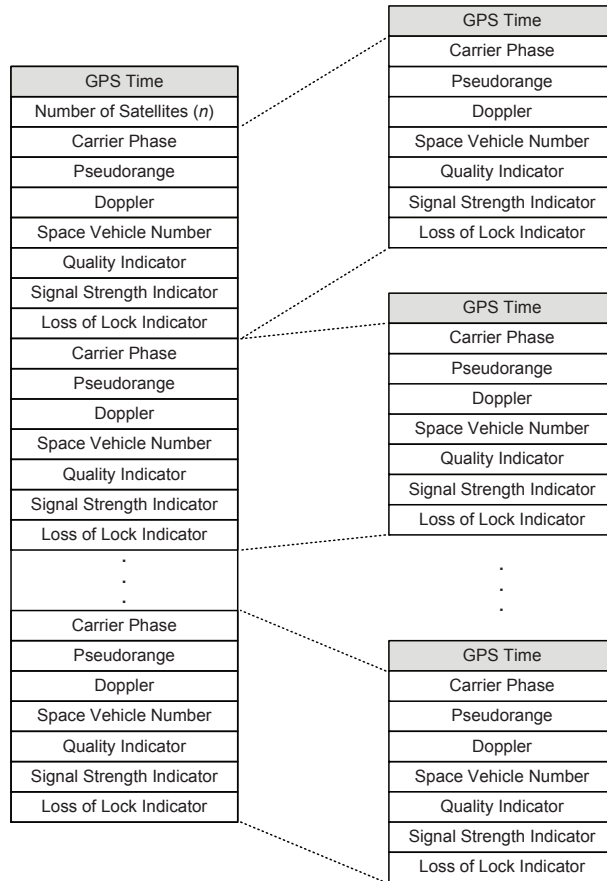 GPS Time
Number of Satellites (n)
Carrier Phase
Pseudorange
Doppler
Space Vehicle Number
Quality Indicator
Signal Strength Indicator
Loss of Lock Indicator
Carrier Phase
Pseudorange
Doppler
Space Vehicle Number
Quality Indicator
Signal Strength Indicator
Loss of Lock Indicator
.
.
.
Carrier Phase
Pseudorange
Doppler
Space Vehicle Number
Quality Indicator
Signal Strength Indicator
Loss of Lock Indicator
GPS Time
Carrier Phase
Pseudorange
Doppler
Space Vehicle Number
Quality Indicator
Signal Strength Indicator
Loss of Lock Indicator
GPS Time
Carrier Phase
Pseudorange
Doppler
Space Vehicle Number
Quality Indicator
Signal Strength Indicator
Loss of Lock Indicator
.
.
.
GPS Time
Carrier Phase
Pseudorange
Doppler
Space Vehicle Number
Quality Indicator
Signal Strength Indicator
Loss of Lock Indicator